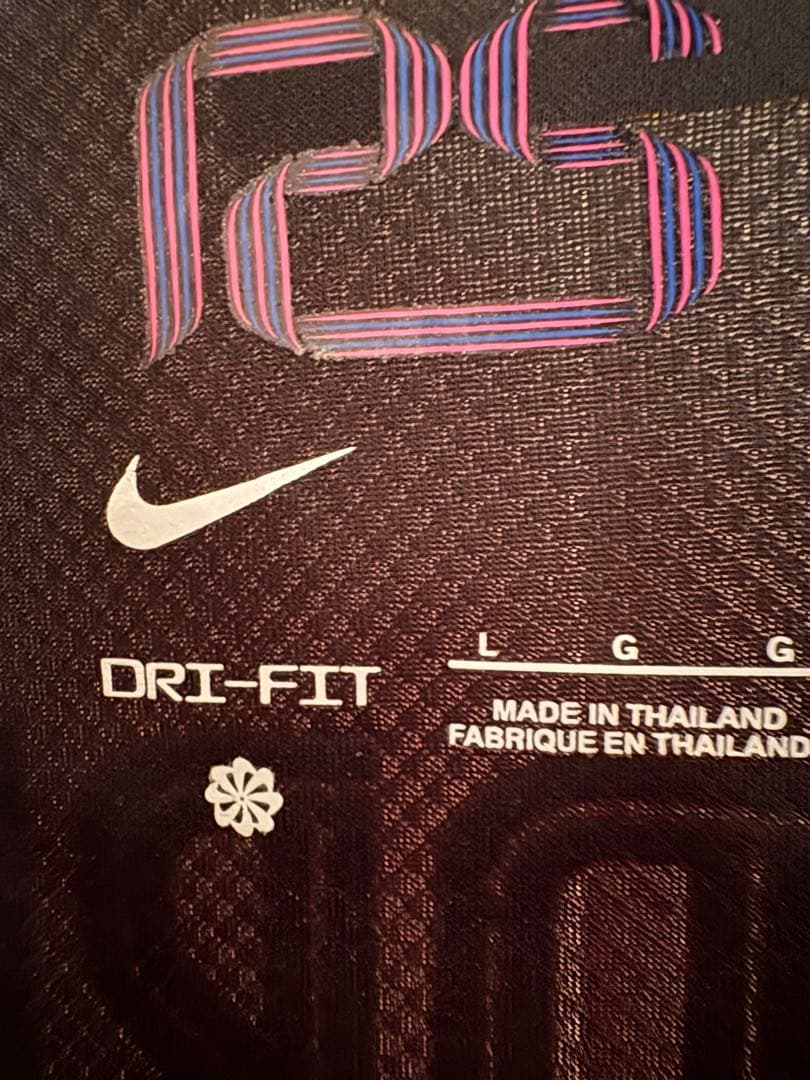 L G G
DRI-FIT
MADE IN THAILAND
FABRIQUE EN THAILAND